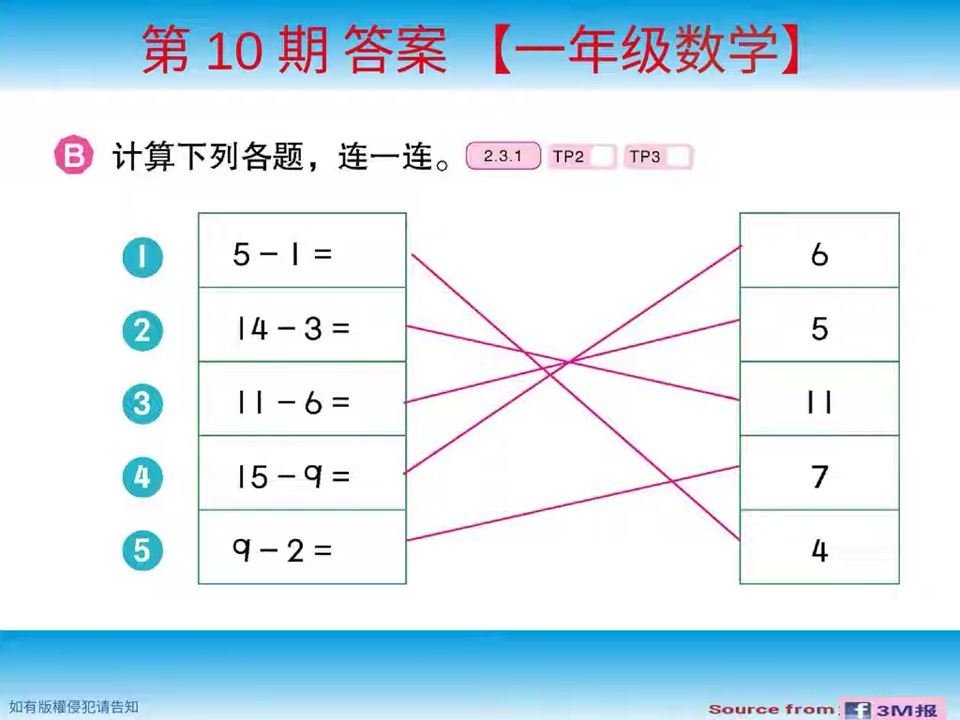 第 10 期 答案 【一年级数学】
B 计算下列各题，连一连。 2.3.1 TP2 TP3
1 5 − 1 = 6
2 14 − 3 = 5
3 11 − 6 = 11
4 15 − 9 = 7
5 9 − 2 = 4
如有版權侵犯请告知
Source from: f 3M报